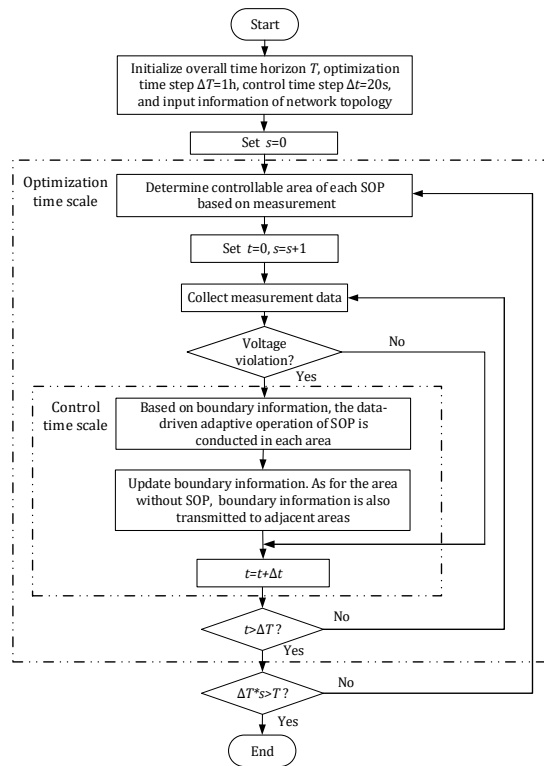 Start
Initialize overall time horizon T, optimization
time step ΔT=1h, control time step Δt=20s,
and input information of network topology
Set s=0
Optimization
time scale
Determine controllable area of each SOP
based on measurement
Set t=0, s=s+1
Collect measurement data
Voltage
violation?
No
Yes
Control
time scale
Based on boundary information, the data-
driven adaptive operation of SOP is
conducted in each area
Update boundary information. As for the area
without SOP, boundary information is also
transmitted to adjacent areas
t=t+Δt
t>ΔT ?
No
Yes
ΔT*s>T ?
No
Yes
End